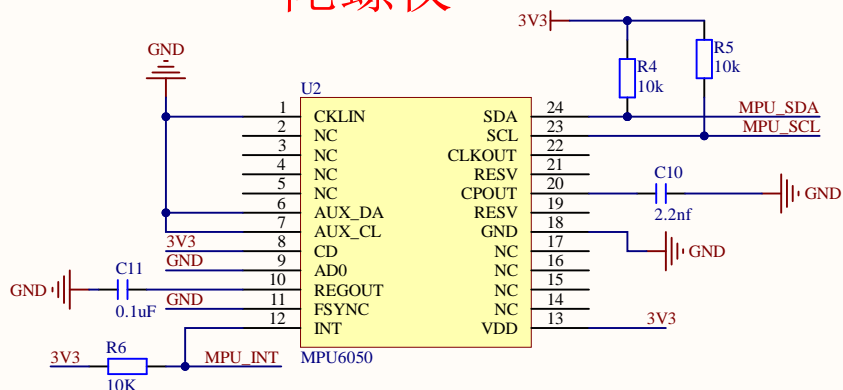 陀螺仪
3V3
GND
R4
10k
R5
10k
U2
MPU_SDA
MPU_SCL
1 CKLIN SDA 24
2 NC SCL 23
3 NC CLKOUT 22
4 NC RESV 21
5 NC CPOUT 20
6 AUX_DA RESV 19
7 AUX_CL GND 18
3V3 8 CD NC 17
GND 9 AD0 NC 16
10 REGOUT NC 15
GND 11 FSYNC NC 14
12 INT VDD 13 3V3
C10
2.2nf
GND
GND
GND
C11
0.1uF
MPU6050
3V3
R6
10K
MPU_INT